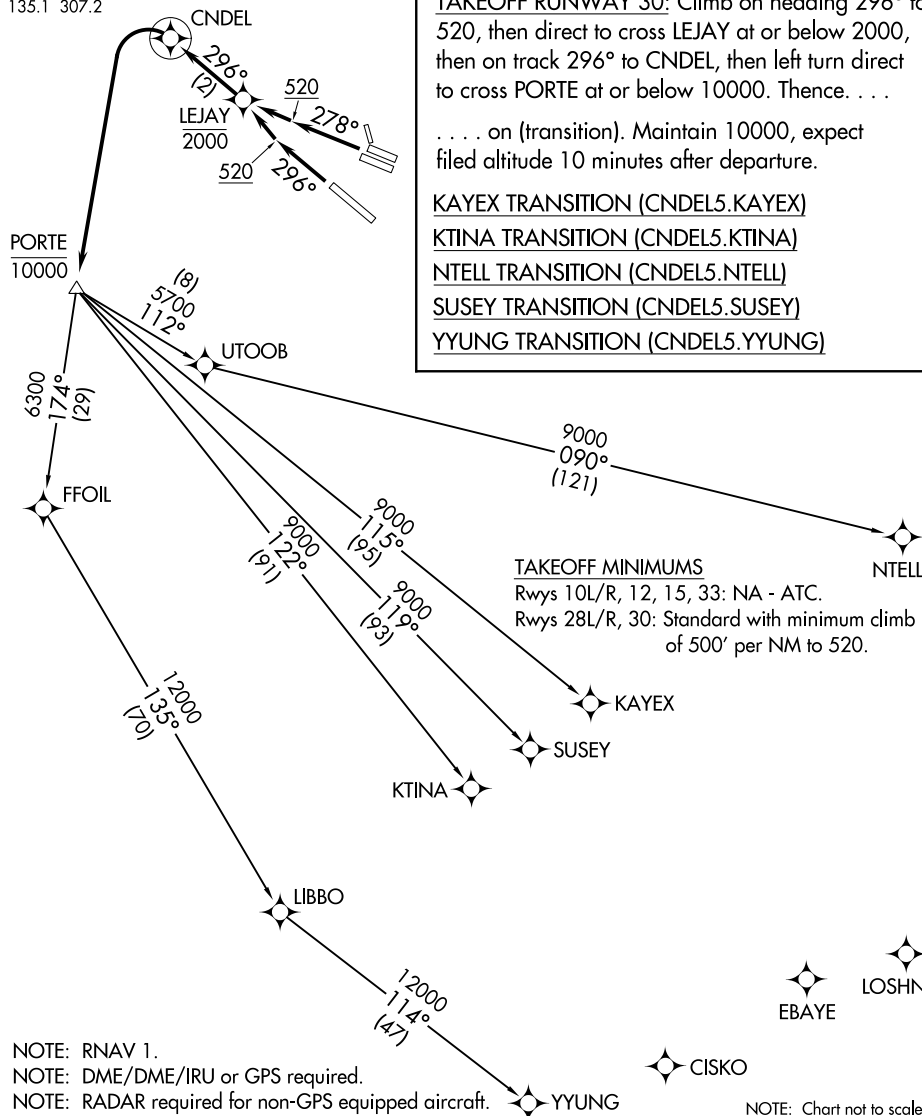 135.1 307.2
CNDEL
TAKEOFF RUNWAY 30: Climb on heading 296° to
520, then direct to cross LEJAY at or below 2000,
then on track 296° to CNDEL, then left turn direct
to cross PORTE at or below 10000. Thence. . . .
. . . . on (transition). Maintain 10000, expect
filed altitude 10 minutes after departure.
KAYEX TRANSITION (CNDEL5.KAYEX)
KTINA TRANSITION (CNDEL5.KTINA)
NTELL TRANSITION (CNDEL5.NTELL)
SUSEY TRANSITION (CNDEL5.SUSEY)
YYUNG TRANSITION (CNDEL5.YYUNG)
296°
(2)
LEJAY
2000
520
278°
520
296°
PORTE
10000
(8)
5700
112°
UTOOB
6300
174°
(29)
FFOIL
9000
090°
(121)
NTELL
9000
115°
(95)
9000
122°
(91)
9000
119°
(93)
TAKEOFF MINIMUMS
Rwys 10L/R, 12, 15, 33: NA - ATC.
Rwys 28L/R, 30: Standard with minimum climb
of 500' per NM to 520.
KAYEX
SUSEY
KTINA
12000
135°
(70)
LIBBO
12000
114°
(47)
LOSHN
EBAYE
CISKO
YYUNG
NOTE: RNAV 1.
NOTE: DME/DME/IRU or GPS required.
NOTE: RADAR required for non-GPS equipped aircraft.
NOTE: Chart not to scale